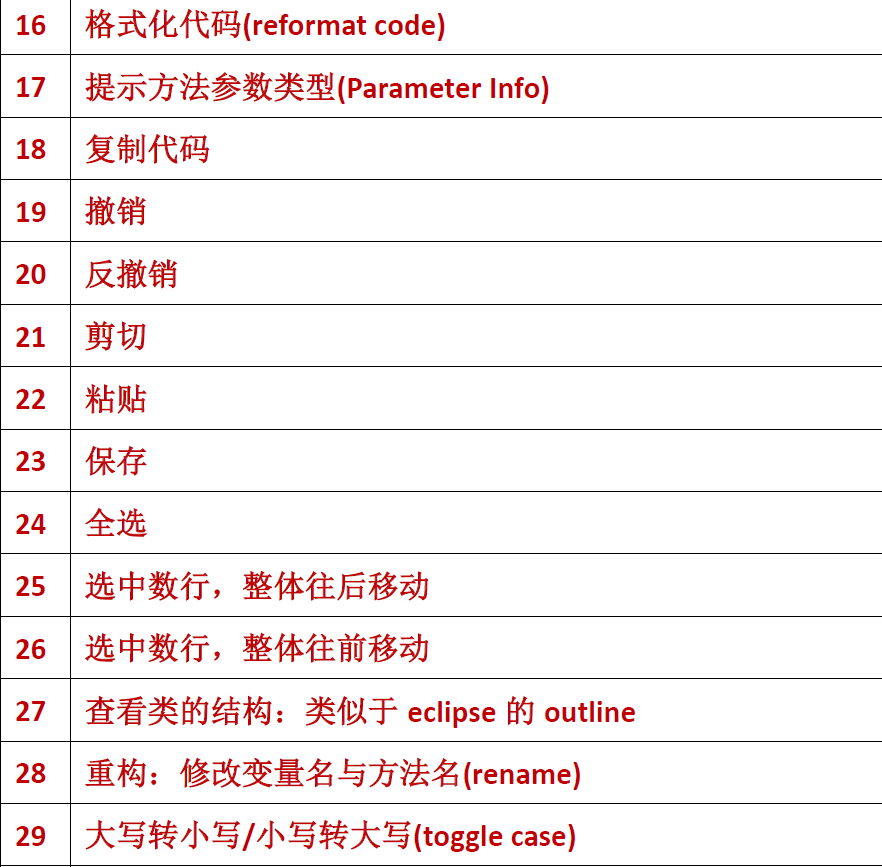 16 格式化代码(reformat code)
17 提示方法参数类型(Parameter Info)
18 复制代码
19 撤销
20 反撤销
21 剪切
22 粘贴
23 保存
24 全选
25 选中数行，整体往后移动
26 选中数行，整体往前移动
27 查看类的结构：类似于 eclipse 的 outline
28 重构：修改变量名与方法名(rename)
29 大写转小写/小写转大写(toggle case)